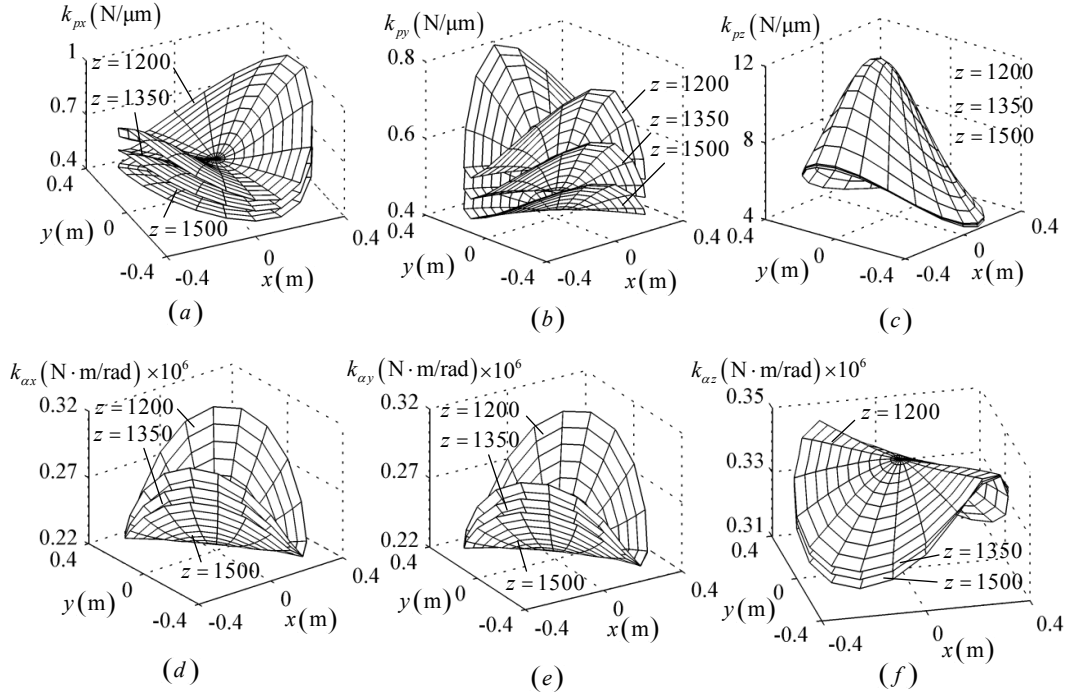 k_px (N/μm)
1
0.7
0.4
0.4
0
-0.4
-0.4
0
0.4
y(m)
x(m)
z = 1200
z = 1350
z = 1500
(a)
k_py (N/μm)
0.8
0.6
0.4
0.4
0
-0.4
-0.4
0
0.4
y(m)
x(m)
z = 1200
z = 1350
z = 1500
(b)
k_pz (N/μm)
12
8
4
0.4
0
-0.4
-0.4
0
0.4
y(m)
x(m)
z = 1200
z = 1350
z = 1500
(c)
k_αx (N·m/rad)×10⁶
0.32
0.27
0.22
0.4
0
-0.4
-0.4
0
0.4
y(m)
x(m)
z = 1200
z = 1350
z = 1500
(d)
k_αy (N·m/rad)×10⁶
0.32
0.27
0.22
0.4
0
-0.4
-0.4
0
0.4
y(m)
x(m)
z = 1200
z = 1350
z = 1500
(e)
k_αz (N·m/rad)×10⁶
0.35
0.33
0.31
0.4
0
-0.4
-0.4
0
0.4
y(m)
x(m)
z = 1200
z = 1350
z = 1500
(f)